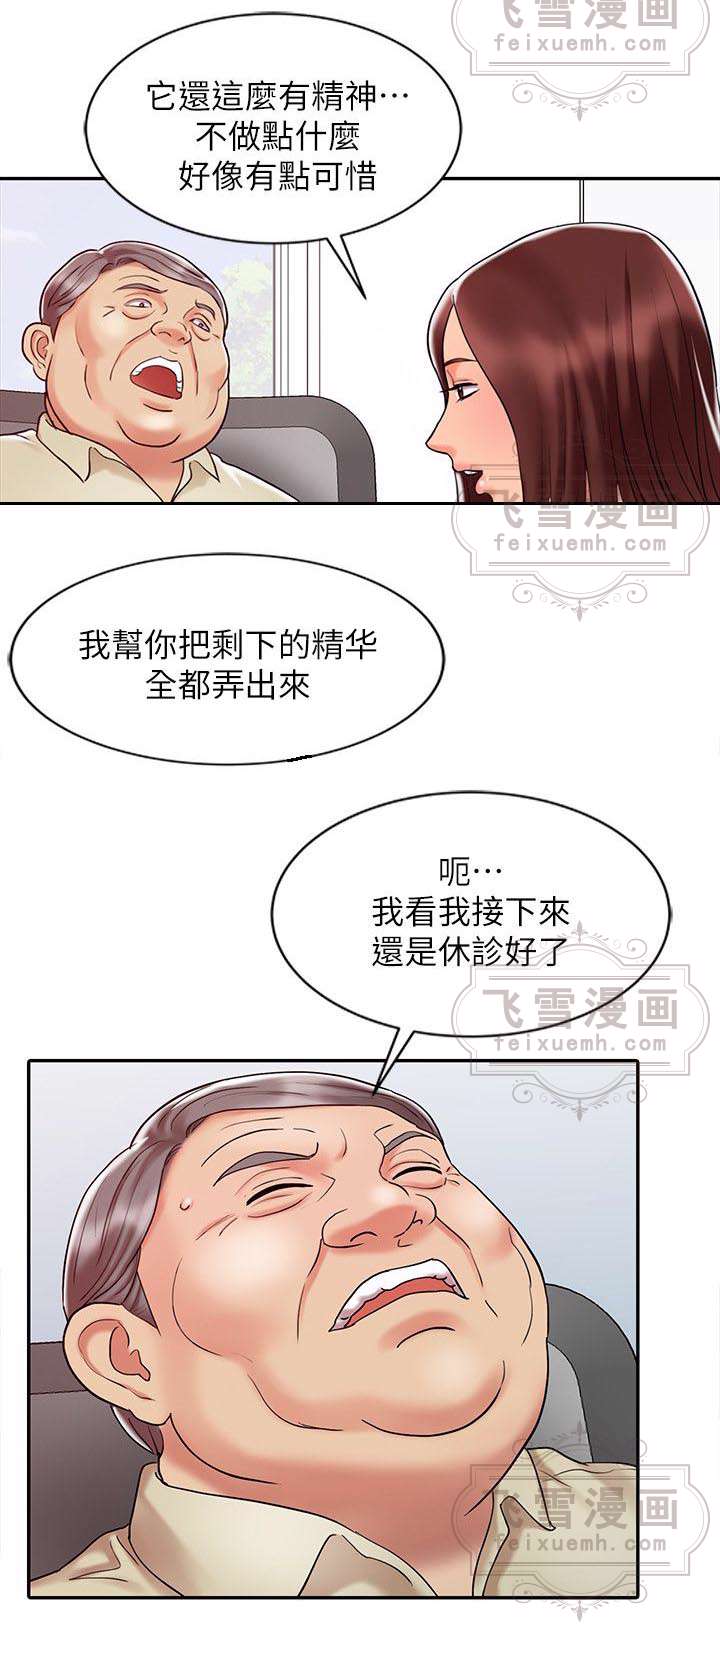 飞雪漫画
feixuemh.com
它還這麼有精神⋯
不做點什麼
好像有點可惜
飞雪漫画
feixuemh.com
我幫你把剩下的精华
全都弄出來
呃⋯
我看我接下來
還是休診好了
飞雪漫画
feixuemh.com
飞雪漫画
feixuemh.com